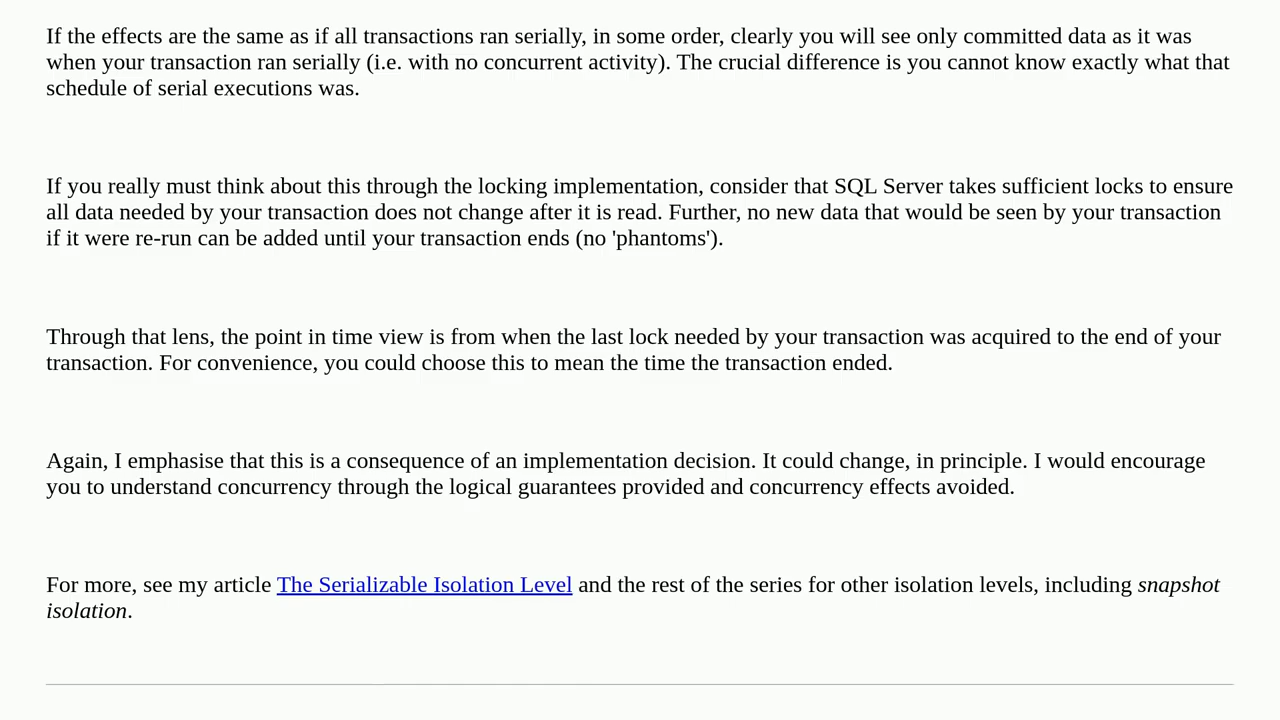 If the effects are the same as if all transactions ran serially, in some order, clearly you will see only committed data as it was
when your transaction ran serially (i.e. with no concurrent activity). The crucial difference is you cannot know exactly what that
schedule of serial executions was.
If you really must think about this through the locking implementation, consider that SQL Server takes sufficient locks to ensure
all data needed by your transaction does not change after it is read. Further, no new data that would be seen by your transaction
if it were re-run can be added until your transaction ends (no 'phantoms').
Through that lens, the point in time view is from when the last lock needed by your transaction was acquired to the end of your
transaction. For convenience, you could choose this to mean the time the transaction ended.
Again, I emphasise that this is a consequence of an implementation decision. It could change, in principle. I would encourage
you to understand concurrency through the logical guarantees provided and concurrency effects avoided.
For more, see my article The Serializable Isolation Level and the rest of the series for other isolation levels, including snapshot
isolation.